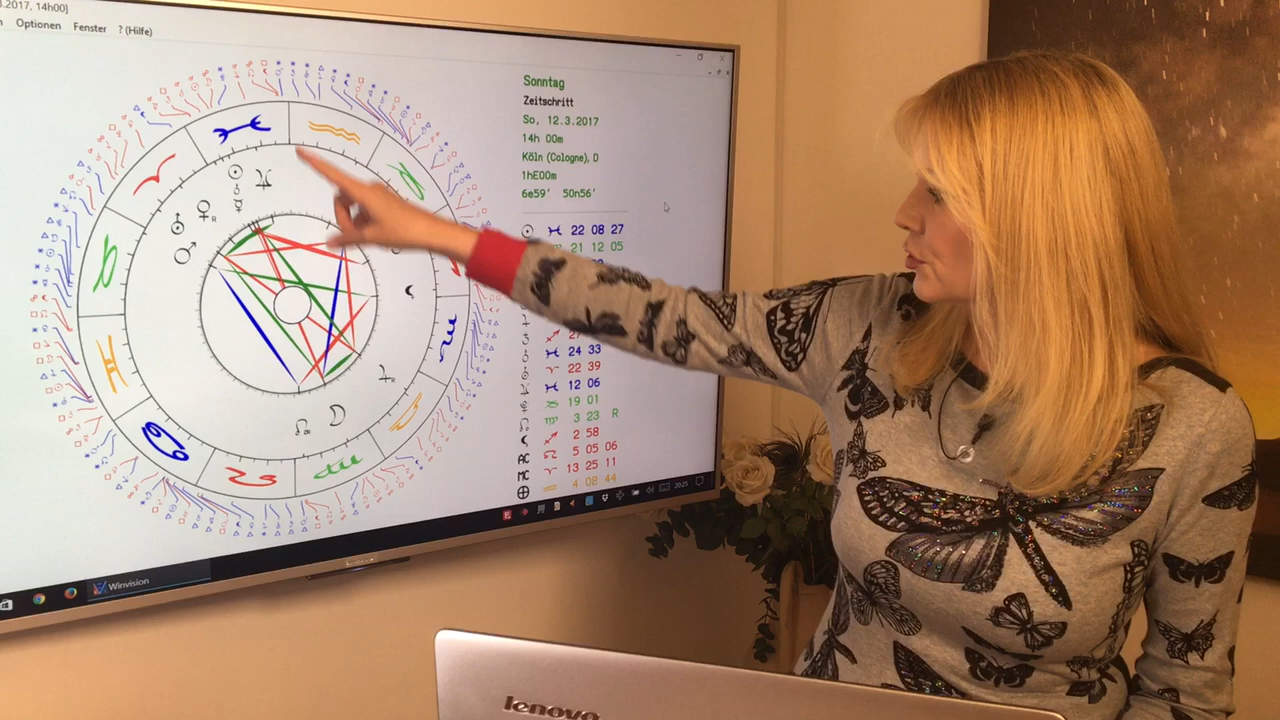 .2017, 14h00]
Optionen Fenster ? (Hilfe)
Sonntag
Zeitschritt
So, 12.3.2017
14h 00m
Köln (Cologne), D
1hE00m
6e59' 50n56'
☉ ♓ 22 08 27
21 12 05
♓ 24 33
♈ 22 39
♓ 12 06
♑ 19 01
♍ 3 23 R
♐ 2 58
AC ♌ 5 05 06
MC ♈ 13 25 11
⊕ ♒ 4 08 44
20:25
Winvision
lenovo